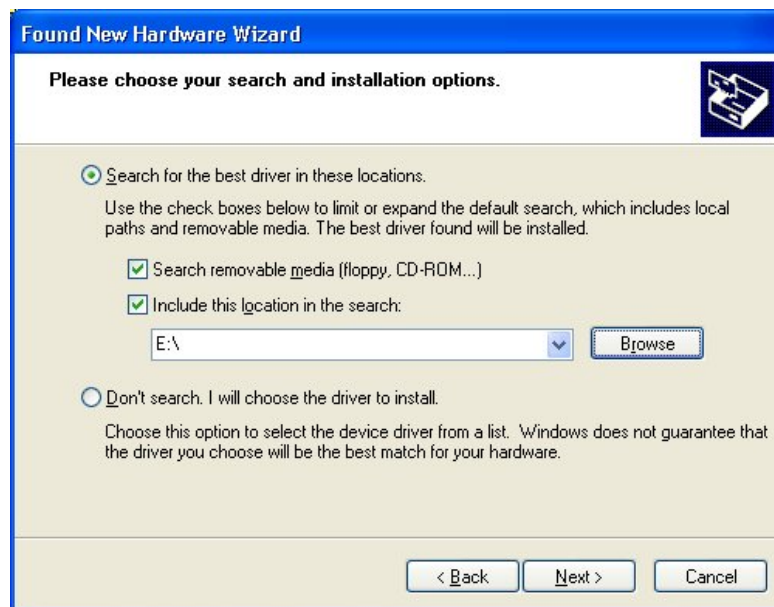 Found New Hardware Wizard
Please choose your search and installation options.
Search for the best driver in these locations.
Use the check boxes below to limit or expand the default search, which includes local
paths and removable media. The best driver found will be installed.
Search removable media (floppy, CD-ROM...)
Include this location in the search:
E:\
Browse
Don't search. I will choose the driver to install.
Choose this option to select the device driver from a list.  Windows does not guarantee that
the driver you choose will be the best match for your hardware.
< Back
Next >
Cancel